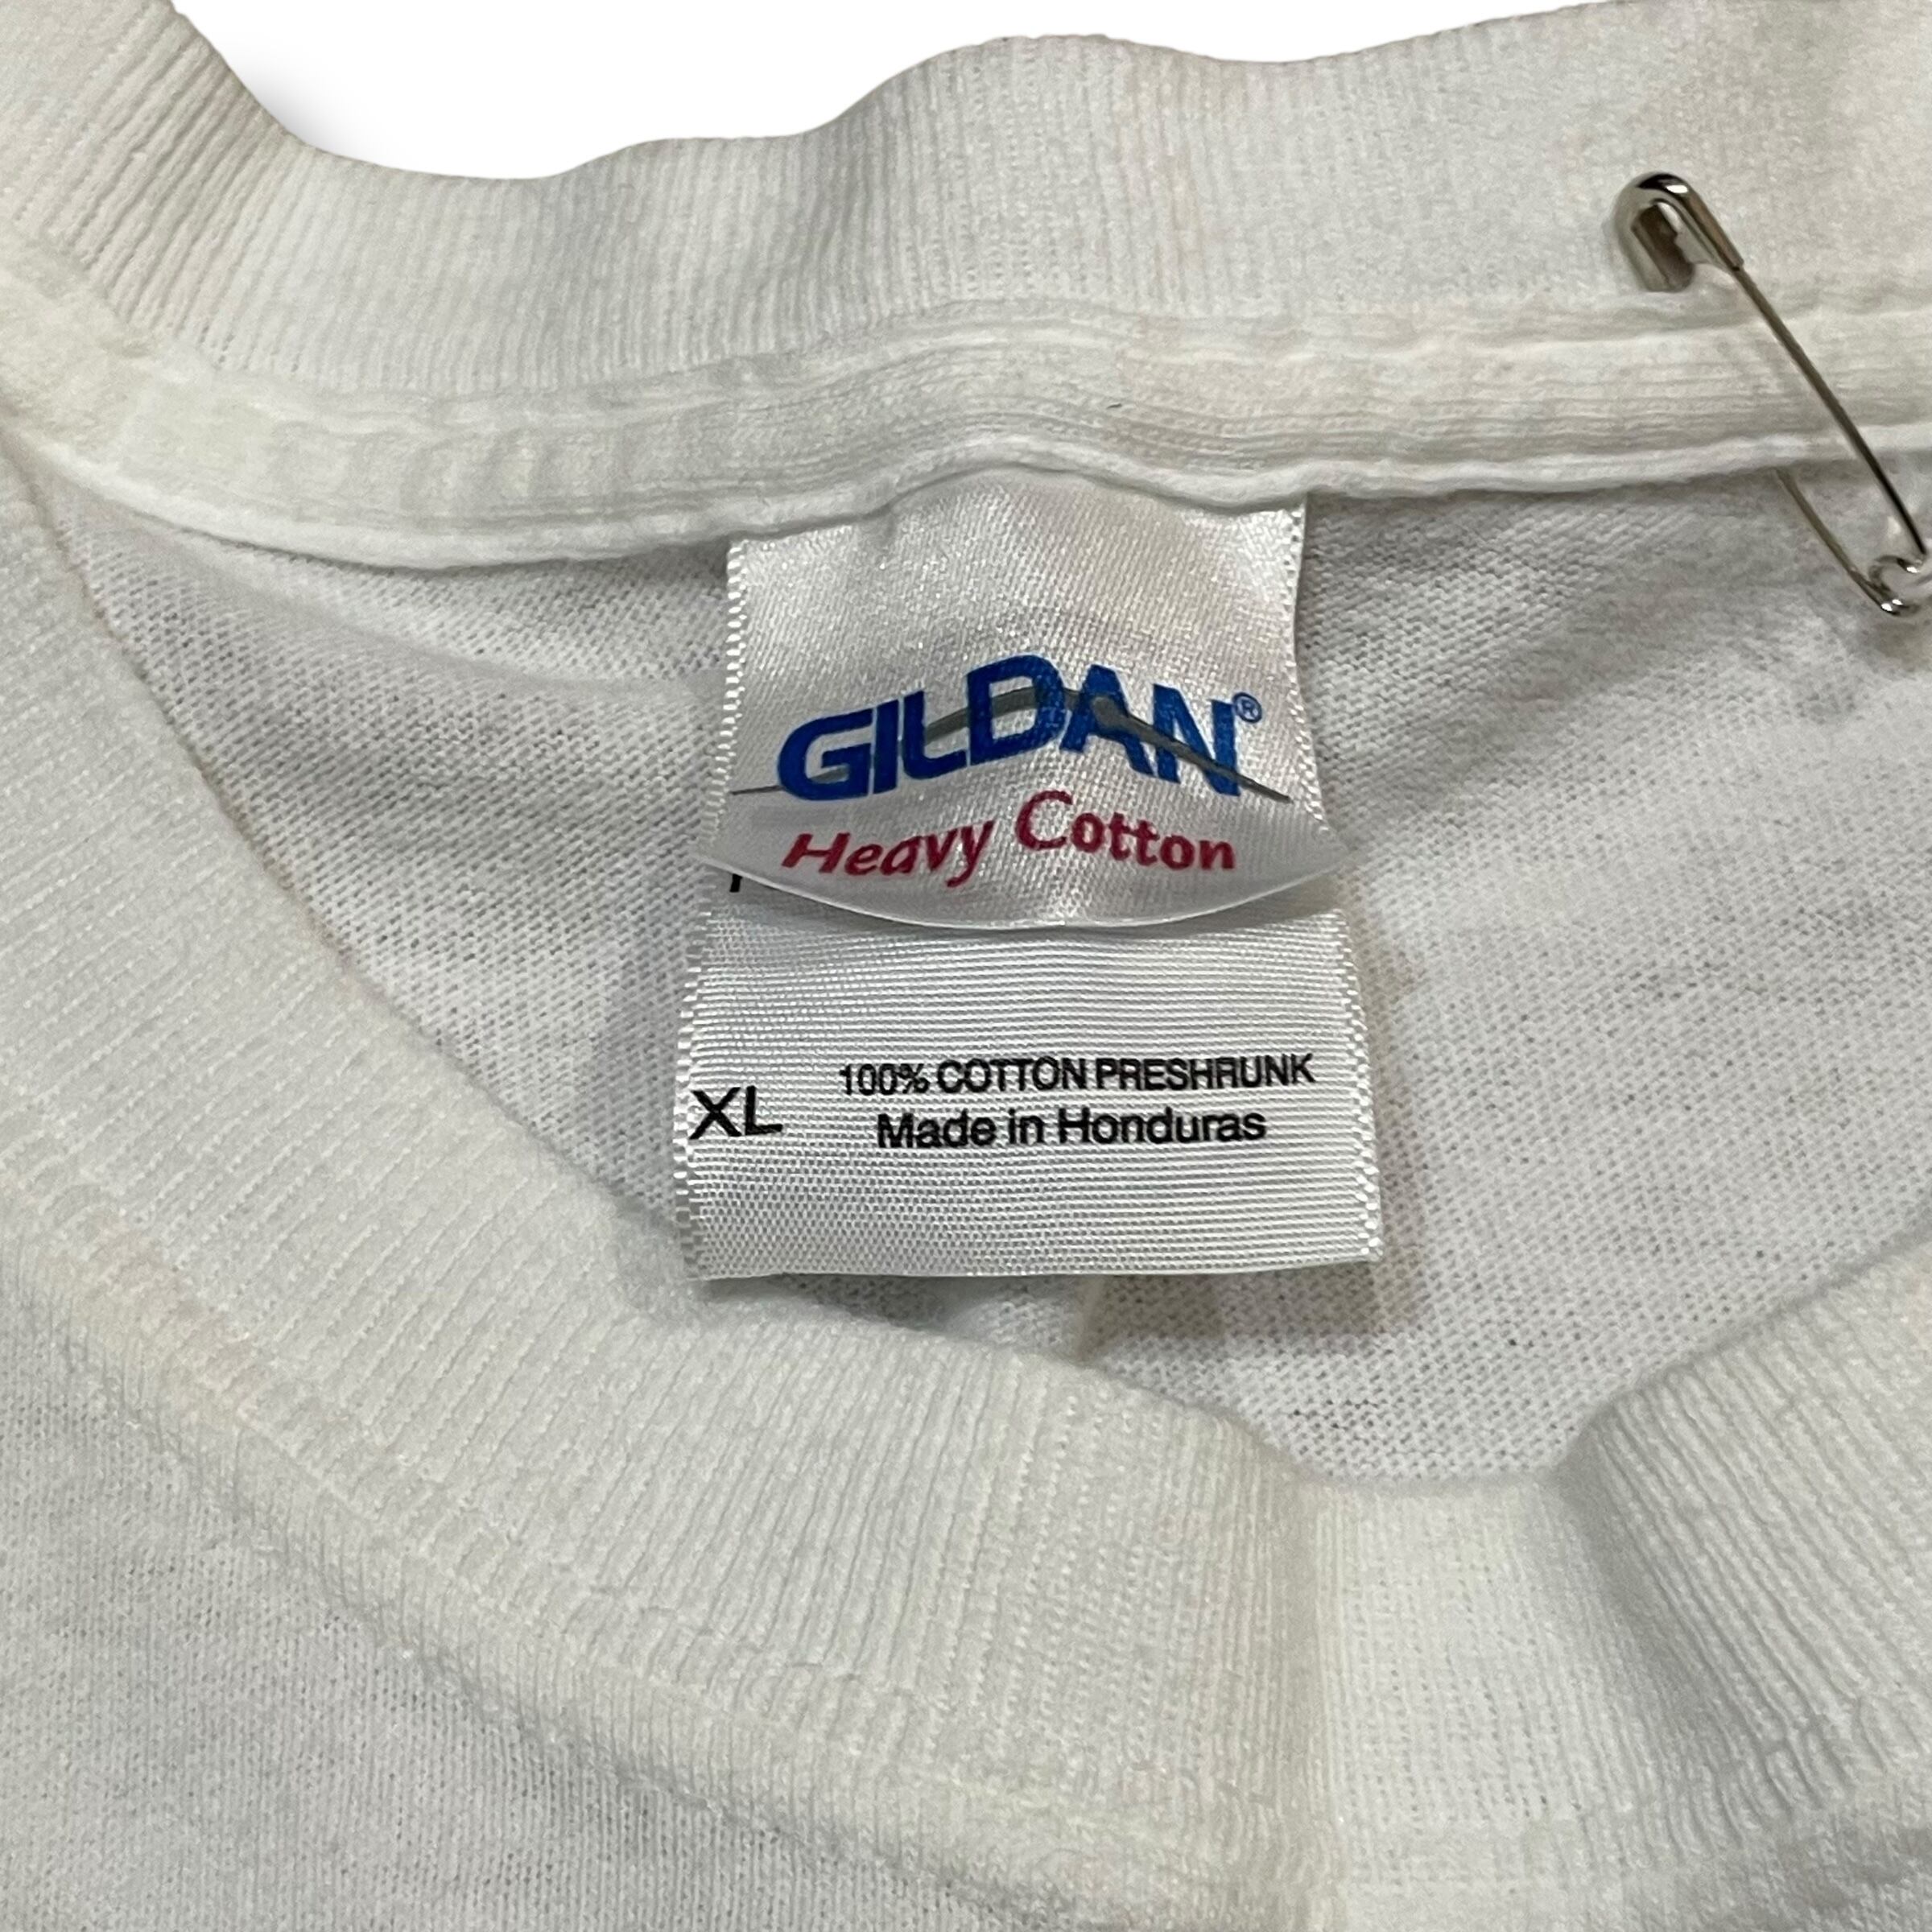 GILDAN®
Heavy Cotton
100% COTTON PRESHRUNK
XL
Made in Honduras